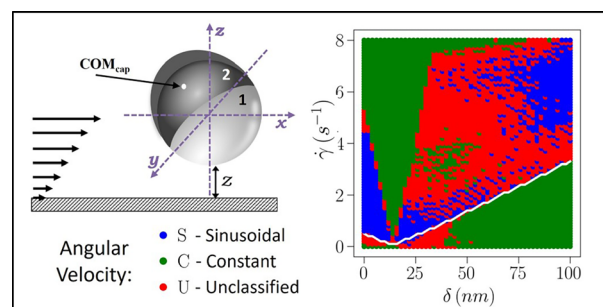 z
COM_cap
2
1
x
y
z
Angular Velocity:
S - Sinusoidal
C - Constant
U - Unclassified
γ̇ (s⁻¹)
8
6
4
2
0
0
25
50
75
100
δ (nm)